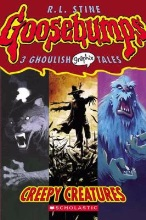 R.L. STINE
Goosebumps
3 GHOULISH Graphix TALES
CREEPY CREATURES
SCHOLASTIC